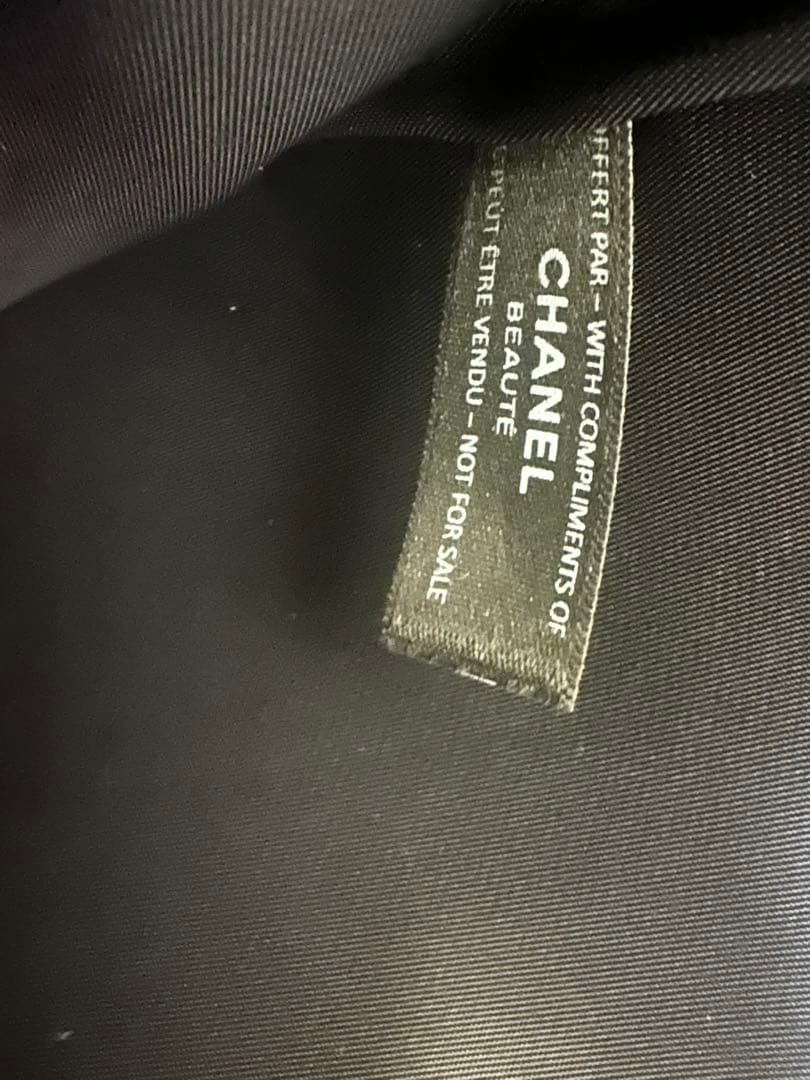 FFERT PAR – WITH COMPLIMENTS OF
CHANEL
BEAUTÉ
PEUT ÊTRE VENDU – NOT FOR SALE